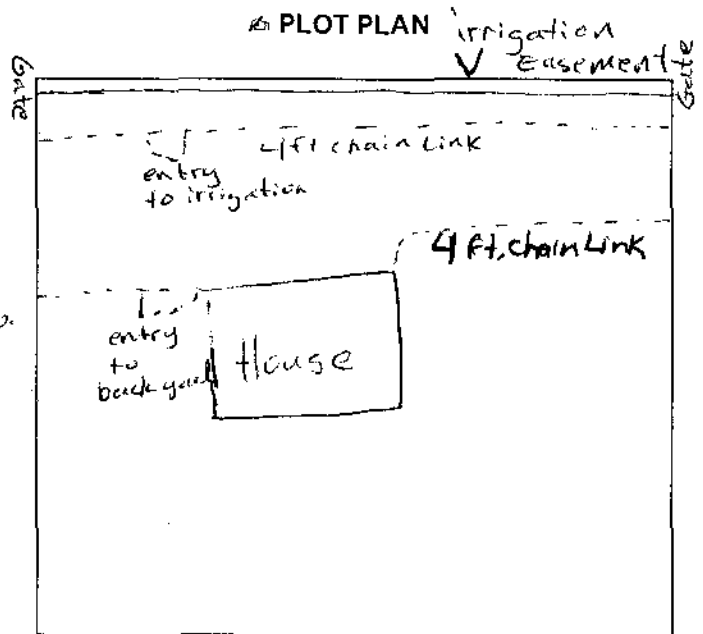 PLOT PLAN
irrigation
Easement
Gate
Gate
4ft chain Link
entry
to irrigation
4 ft. chain Link
entry
to
back yard
House